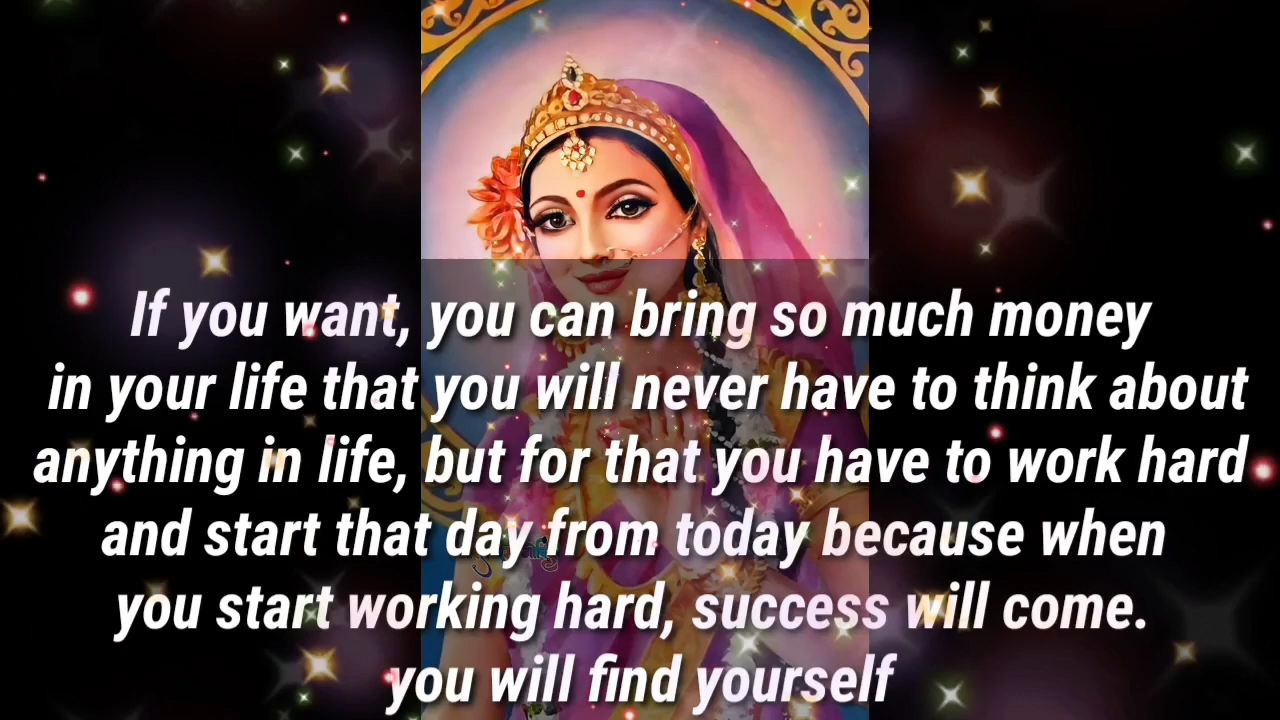 If you want, you can bring so much money
in your life that you will never have to think about
anything in life, but for that you have to work hard
and start that day from today because when
you start working hard, success will come.
you will find yourself